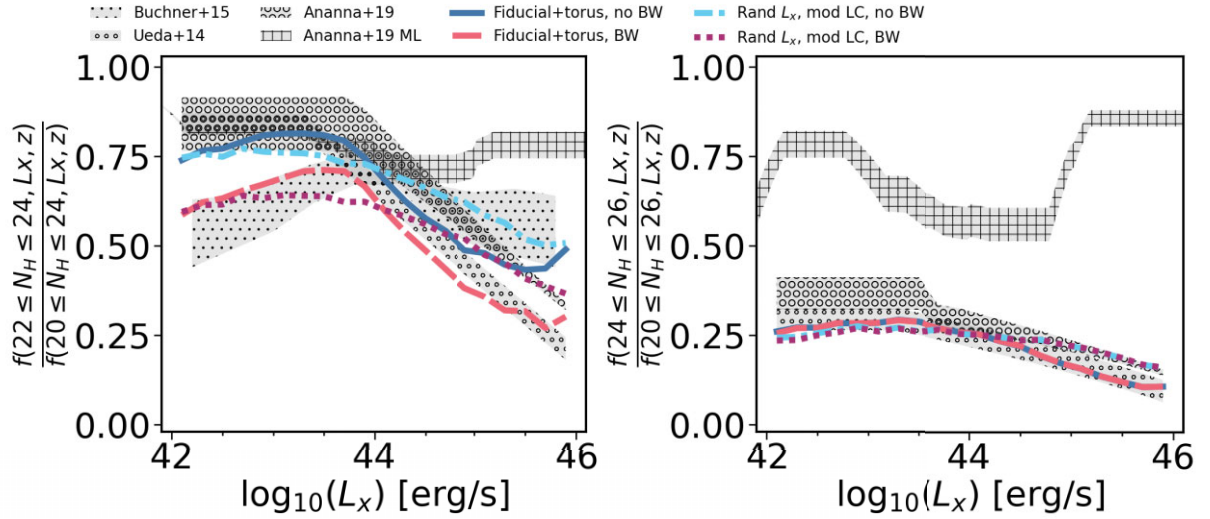 Buchner+15 Ananna+19 Fiducial+torus, no BW Rand Lx, mod LC, no BW
Ueda+14 Ananna+19 ML Fiducial+torus, BW Rand Lx, mod LC, BW
f(22 ≤ NH ≤ 24, Lx, z)
f(20 ≤ NH ≤ 24, Lx, z)
1.00
0.75
0.50
0.25
0.00
42 44 46
log10(Lx) [erg/s]
f(24 ≤ NH ≤ 26, Lx, z)
f(20 ≤ NH ≤ 26, Lx, z)
1.00
0.75
0.50
0.25
0.00
42 44 46
log10(Lx) [erg/s]